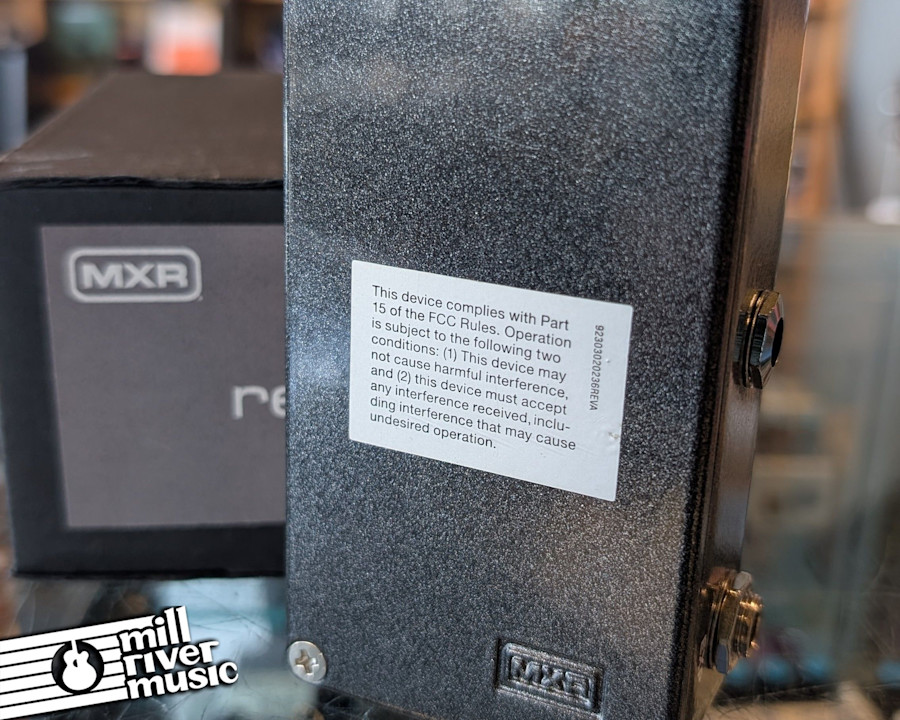 MXR
re
This device complies with Part
15 of the FCC Rules. Operation
is subject to the following two
conditions: (1) This device may
not cause harmful interference,
and (2) this device must accept
any interference received, inclu-
ding interference that may cause
undesired operation.
92303020236REVA
MXR
mill
river
music